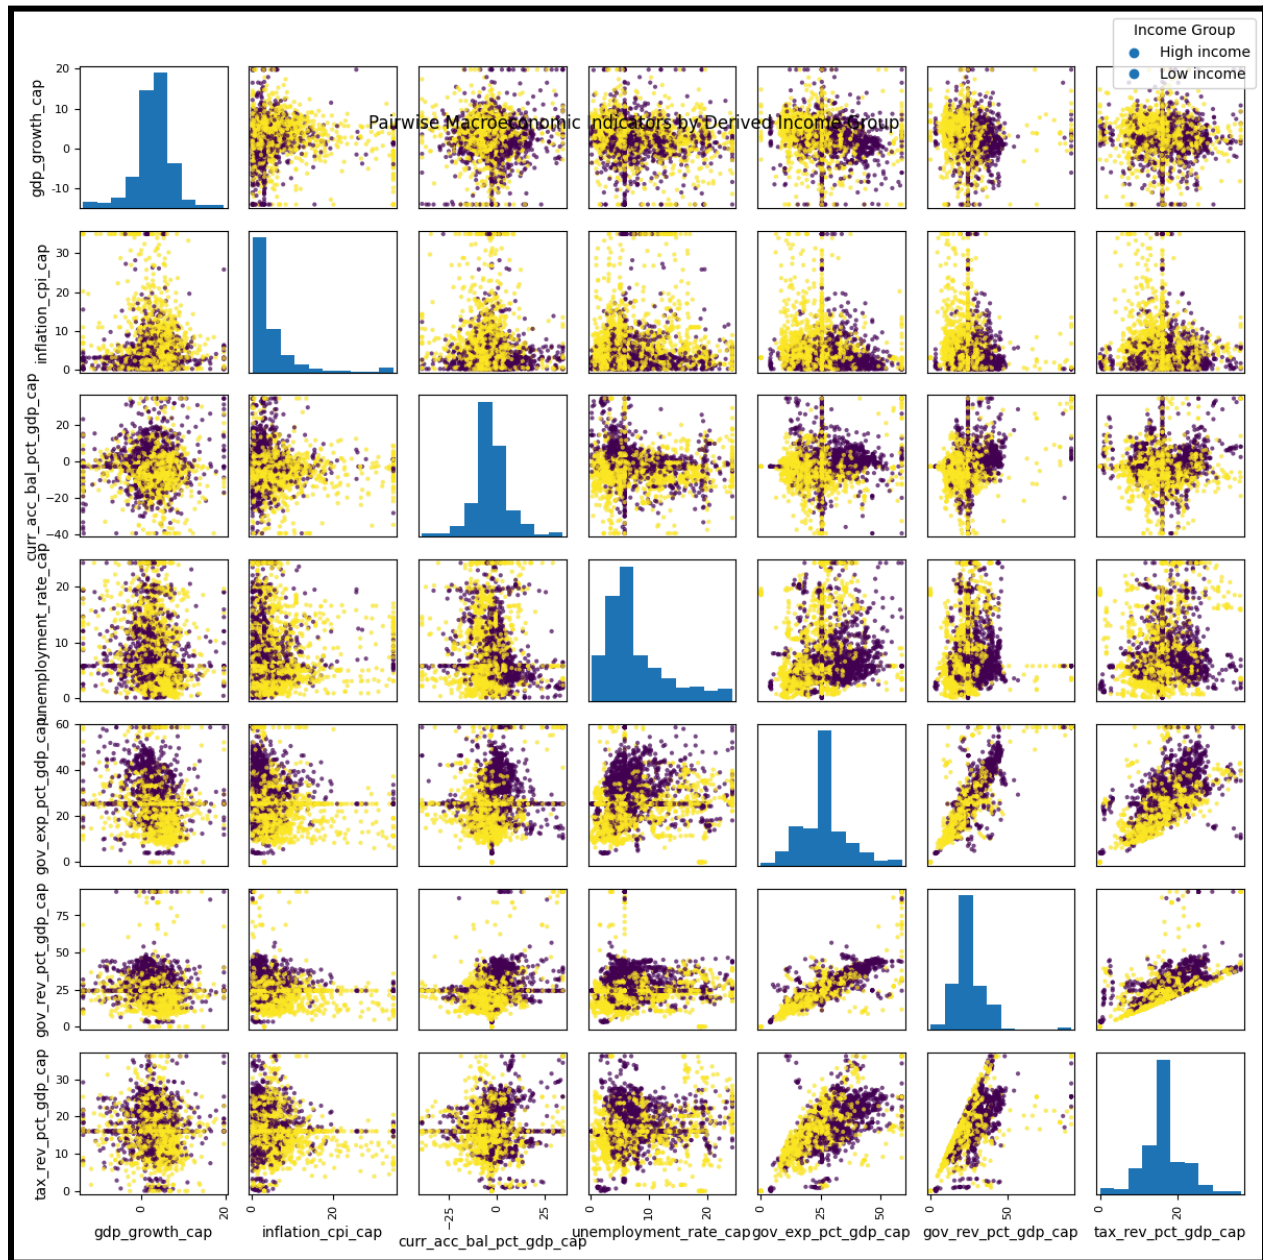 Income Group
High income
Low income
Pairwise Macroeconomic Indicators by Derived Income Group
gdp_growth_cap
20
10
0
-10
inflation_cpi_cap
30
20
10
0
curr_acc_bal_pct_gdp_cap
20
0
−20
−40
unemployment_rate_cap
20
10
0
gov_exp_pct_gdp_cap
60
40
20
0
gov_rev_pct_gdp_cap
75
50
25
0
tax_rev_pct_gdp_cap
30
20
10
0
0 20
0 20
−25 0 25
0 10 20
0 25 50
0 50
0 20
gdp_growth_cap
inflation_cpi_cap
curr_acc_bal_pct_gdp_cap
unemployment_rate_cap
gov_exp_pct_gdp_cap
gov_rev_pct_gdp_cap
tax_rev_pct_gdp_cap